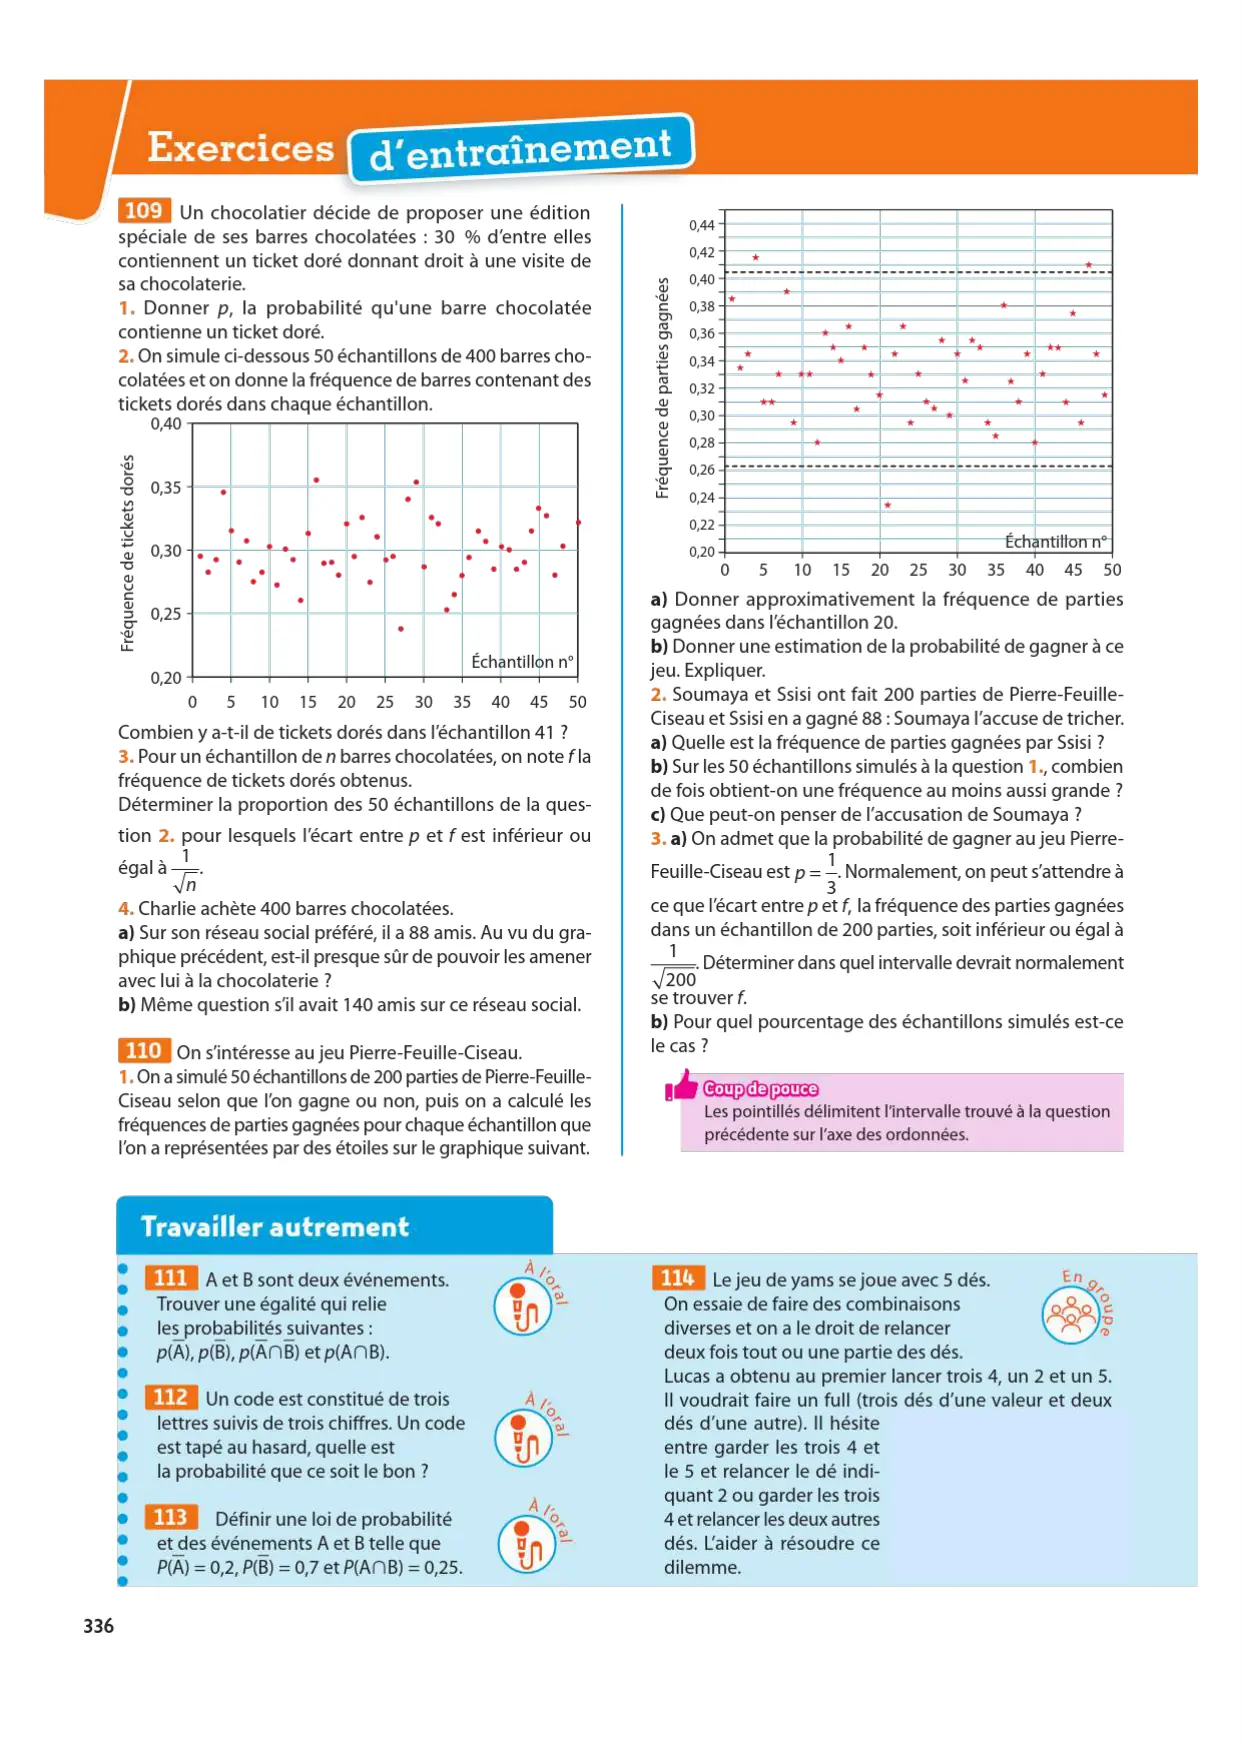 Exercices d'entraînement
109 Un chocolatier décide de proposer une édition
spéciale de ses barres chocolatées : 30 % d'entre elles
contiennent un ticket doré donnant droit à une visite de
sa chocolaterie.
1. Donner p, la probabilité qu'une barre chocolatée
contienne un ticket doré.
2. On simule ci-dessous 50 échantillons de 400 barres cho-
colatées et on donne la fréquence de barres contenant des
tickets dorés dans chaque échantillon.
Fréquence de tickets dorés
0,40
0,35
0,30
0,25
0,20
Échantillon n°
0 5 10 15 20 25 30 35 40 45 50
Combien y a-t-il de tickets dorés dans l'échantillon 41 ?
3. Pour un échantillon de n barres chocolatées, on note f la
fréquence de tickets dorés obtenus.
Déterminer la proportion des 50 échantillons de la ques-
tion 2. pour lesquels l'écart entre p et f est inférieur ou
égal à 1/√n.
4. Charlie achète 400 barres chocolatées.
a) Sur son réseau social préféré, il a 88 amis. Au vu du gra-
phique précédent, est-il presque sûr de pouvoir les amener
avec lui à la chocolaterie ?
b) Même question s'il avait 140 amis sur ce réseau social.
110 On s'intéresse au jeu Pierre-Feuille-Ciseau.
1. On a simulé 50 échantillons de 200 parties de Pierre-Feuille-
Ciseau selon que l'on gagne ou non, puis on a calculé les
fréquences de parties gagnées pour chaque échantillon que
l'on a représentées par des étoiles sur le graphique suivant.
Fréquence de parties gagnées
0,44
0,42
0,40
0,38
0,36
0,34
0,32
0,30
0,28
0,26
0,24
0,22
0,20
Échantillon n°
0 5 10 15 20 25 30 35 40 45 50
a) Donner approximativement la fréquence de parties
gagnées dans l'échantillon 20.
b) Donner une estimation de la probabilité de gagner à ce
jeu. Expliquer.
2. Soumaya et Ssisi ont fait 200 parties de Pierre-Feuille-
Ciseau et Ssisi en a gagné 88 : Soumaya l'accuse de tricher.
a) Quelle est la fréquence de parties gagnées par Ssisi ?
b) Sur les 50 échantillons simulés à la question 1., combien
de fois obtient-on une fréquence au moins aussi grande ?
c) Que peut-on penser de l'accusation de Soumaya ?
3. a) On admet que la probabilité de gagner au jeu Pierre-
Feuille-Ciseau est p = 1/3. Normalement, on peut s'attendre à
ce que l'écart entre p et f, la fréquence des parties gagnées
dans un échantillon de 200 parties, soit inférieur ou égal à
1/√200. Déterminer dans quel intervalle devrait normalement
se trouver f.
b) Pour quel pourcentage des échantillons simulés est-ce
le cas ?
Coup de pouce
Les pointillés délimitent l'intervalle trouvé à la question
précédente sur l'axe des ordonnées.
Travailler autrement
111 A et B sont deux événements.
Trouver une égalité qui relie
les probabilités suivantes :
p(A̅), p(B̅), p(A̅∩B̅) et p(A∩B).
À l'oral
112 Un code est constitué de trois
lettres suivis de trois chiffres. Un code
est tapé au hasard, quelle est
la probabilité que ce soit le bon ?
À l'oral
113 Définir une loi de probabilité
et des événements A et B telle que
P(A̅) = 0,2, P(B̅) = 0,7 et P(A∩B) = 0,25.
À l'oral
114 Le jeu de yams se joue avec 5 dés.
On essaie de faire des combinaisons
diverses et on a le droit de relancer
deux fois tout ou une partie des dés.
En groupe
Lucas a obtenu au premier lancer trois 4, un 2 et un 5.
Il voudrait faire un full (trois dés d'une valeur et deux
dés d'une autre). Il hésite
entre garder les trois 4 et
le 5 et relancer le dé indi-
quant 2 ou garder les trois
4 et relancer les deux autres
dés. L'aider à résoudre ce
dilemme.
336